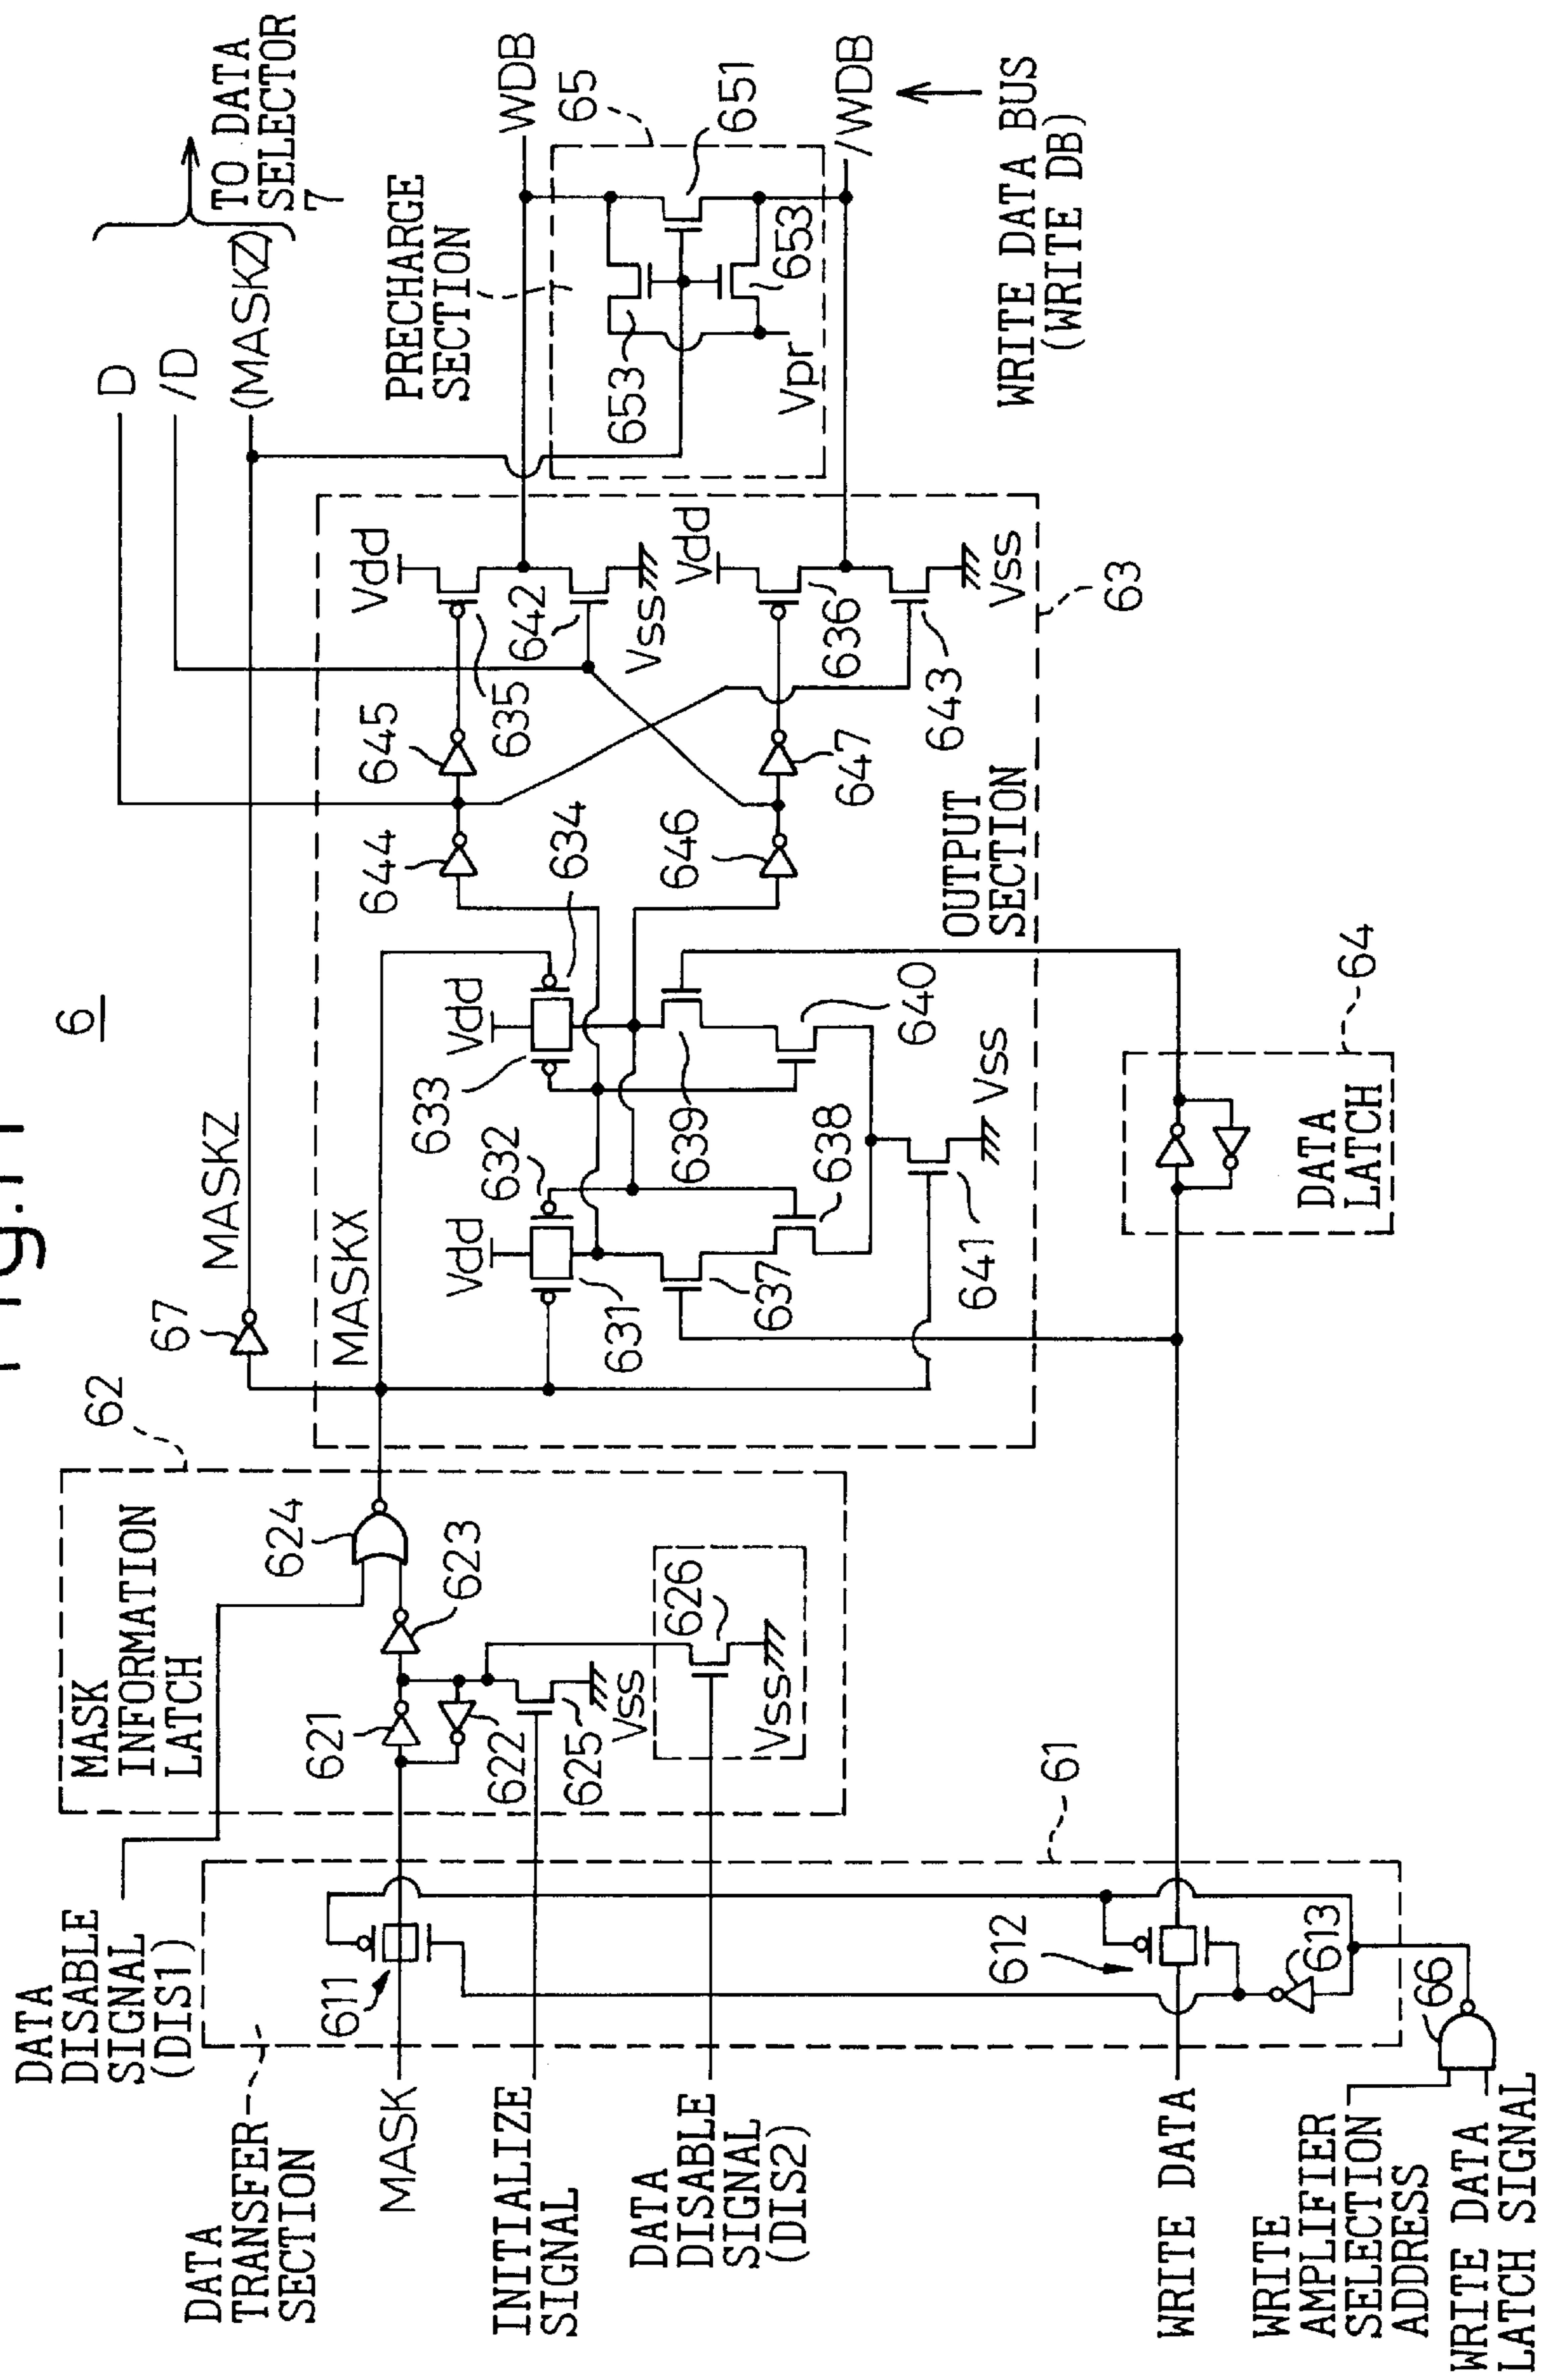 Fig.11
6
DATA
DISABLE
SIGNAL
(DIS1)
DATA
TRANSFER
SECTION
MASK
INITIALIZE
SIGNAL
DATA
DISABLE
SIGNAL
(DIS2)
WRITE DATA
WRITE
AMPLIFIER
SELECTION
ADDRESS
WRITE DATA
LATCH SIGNAL
61
611
612
613
66
62
MASK
INFORMATION
LATCH
621
622
623
624
625
Vss
626
Vss
67
MASKZ
MASKX
Vdd
631
632
633
634
Vdd
637
638
639
640
641
Vss
644
645
646
647
635
642
Vdd
Vss
Vdd
636
643
Vss
63
OUTPUT
SECTION
64
DATA
LATCH
D
/D
(MASKZ)
TO DATA
SELECTOR
7
PRECHARGE
SECTION
65
651
653
653
Vpr
WDB
/WDB
WRITE DATA BUS
(WRITE DB)